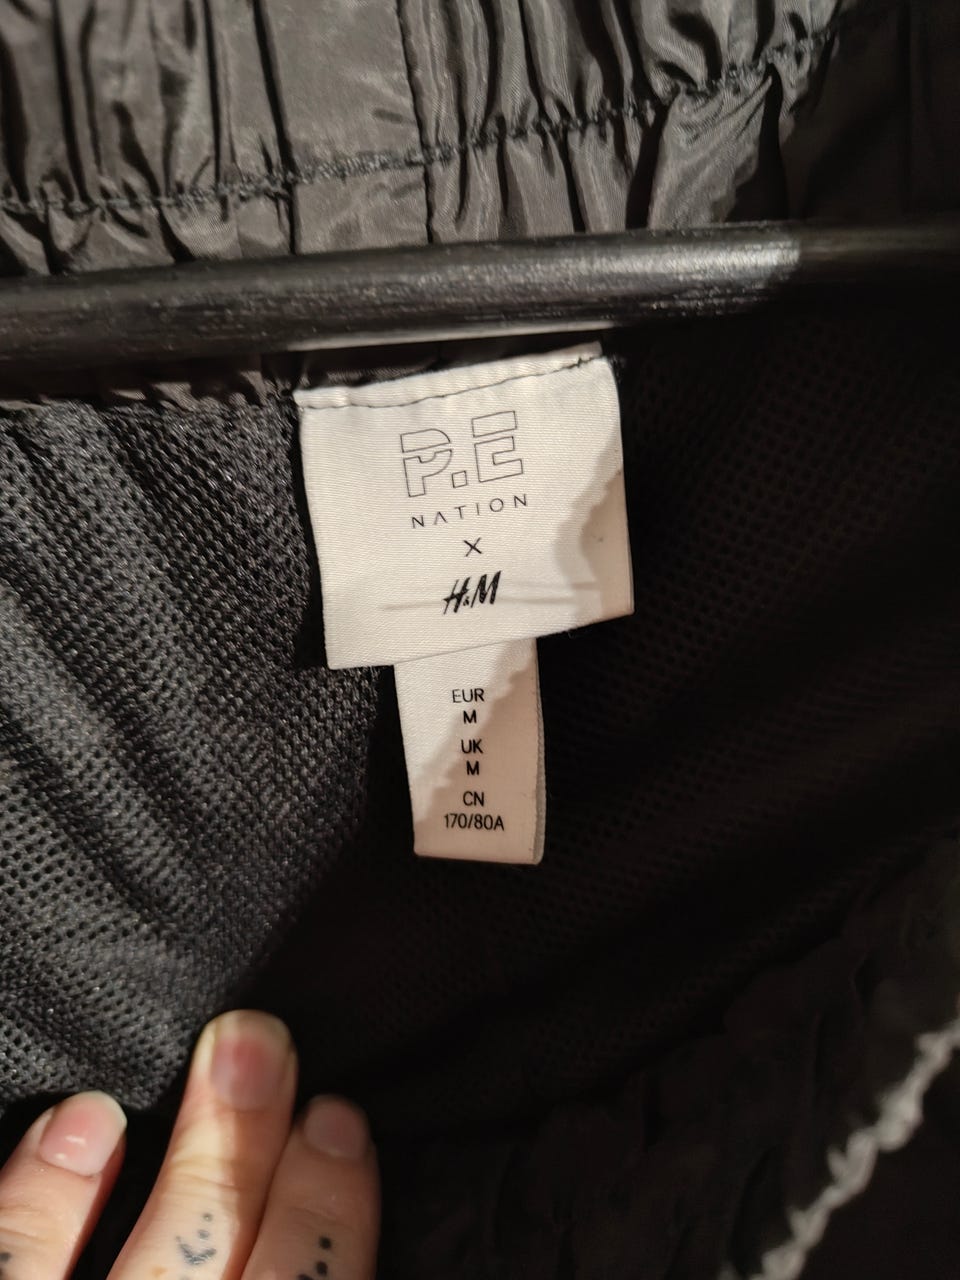 P.E
NATION
X
H&M
EUR
M
UK
M
CN
170/80A